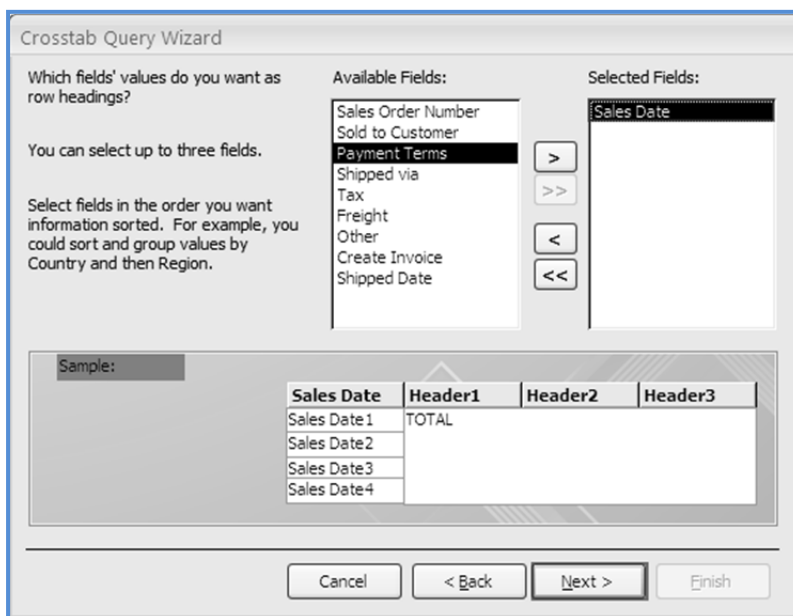 Crosstab Query Wizard
Which fields' values do you want as
row headings?
You can select up to three fields.
Select fields in the order you want
information sorted. For example, you
could sort and group values by
Country and then Region.
Available Fields:
Sales Order Number
Sold to Customer
Payment Terms
Shipped via
Tax
Freight
Other
Create Invoice
Shipped Date
>
>>
<
<<
Selected Fields:
Sales Date
Sample:
Sales Date Header1 Header2 Header3
Sales Date1 TOTAL
Sales Date2
Sales Date3
Sales Date4
Cancel < Back Next > Finish